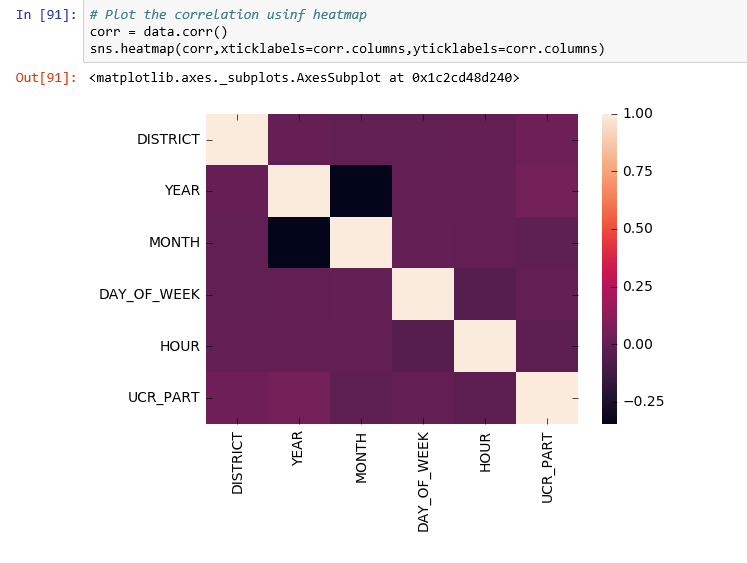 In [91]: # Plot the correlation usinf heatmap
corr = data.corr()
sns.heatmap(corr,xticklabels=corr.columns,yticklabels=corr.columns)
Out[91]: <matplotlib.axes._subplots.AxesSubplot at 0x1c2cd48d240>
DISTRICT
YEAR
MONTH
DAY_OF_WEEK
HOUR
UCR_PART
DISTRICT
YEAR
MONTH
DAY_OF_WEEK
HOUR
UCR_PART
1.00
0.75
0.50
0.25
0.00
−0.25